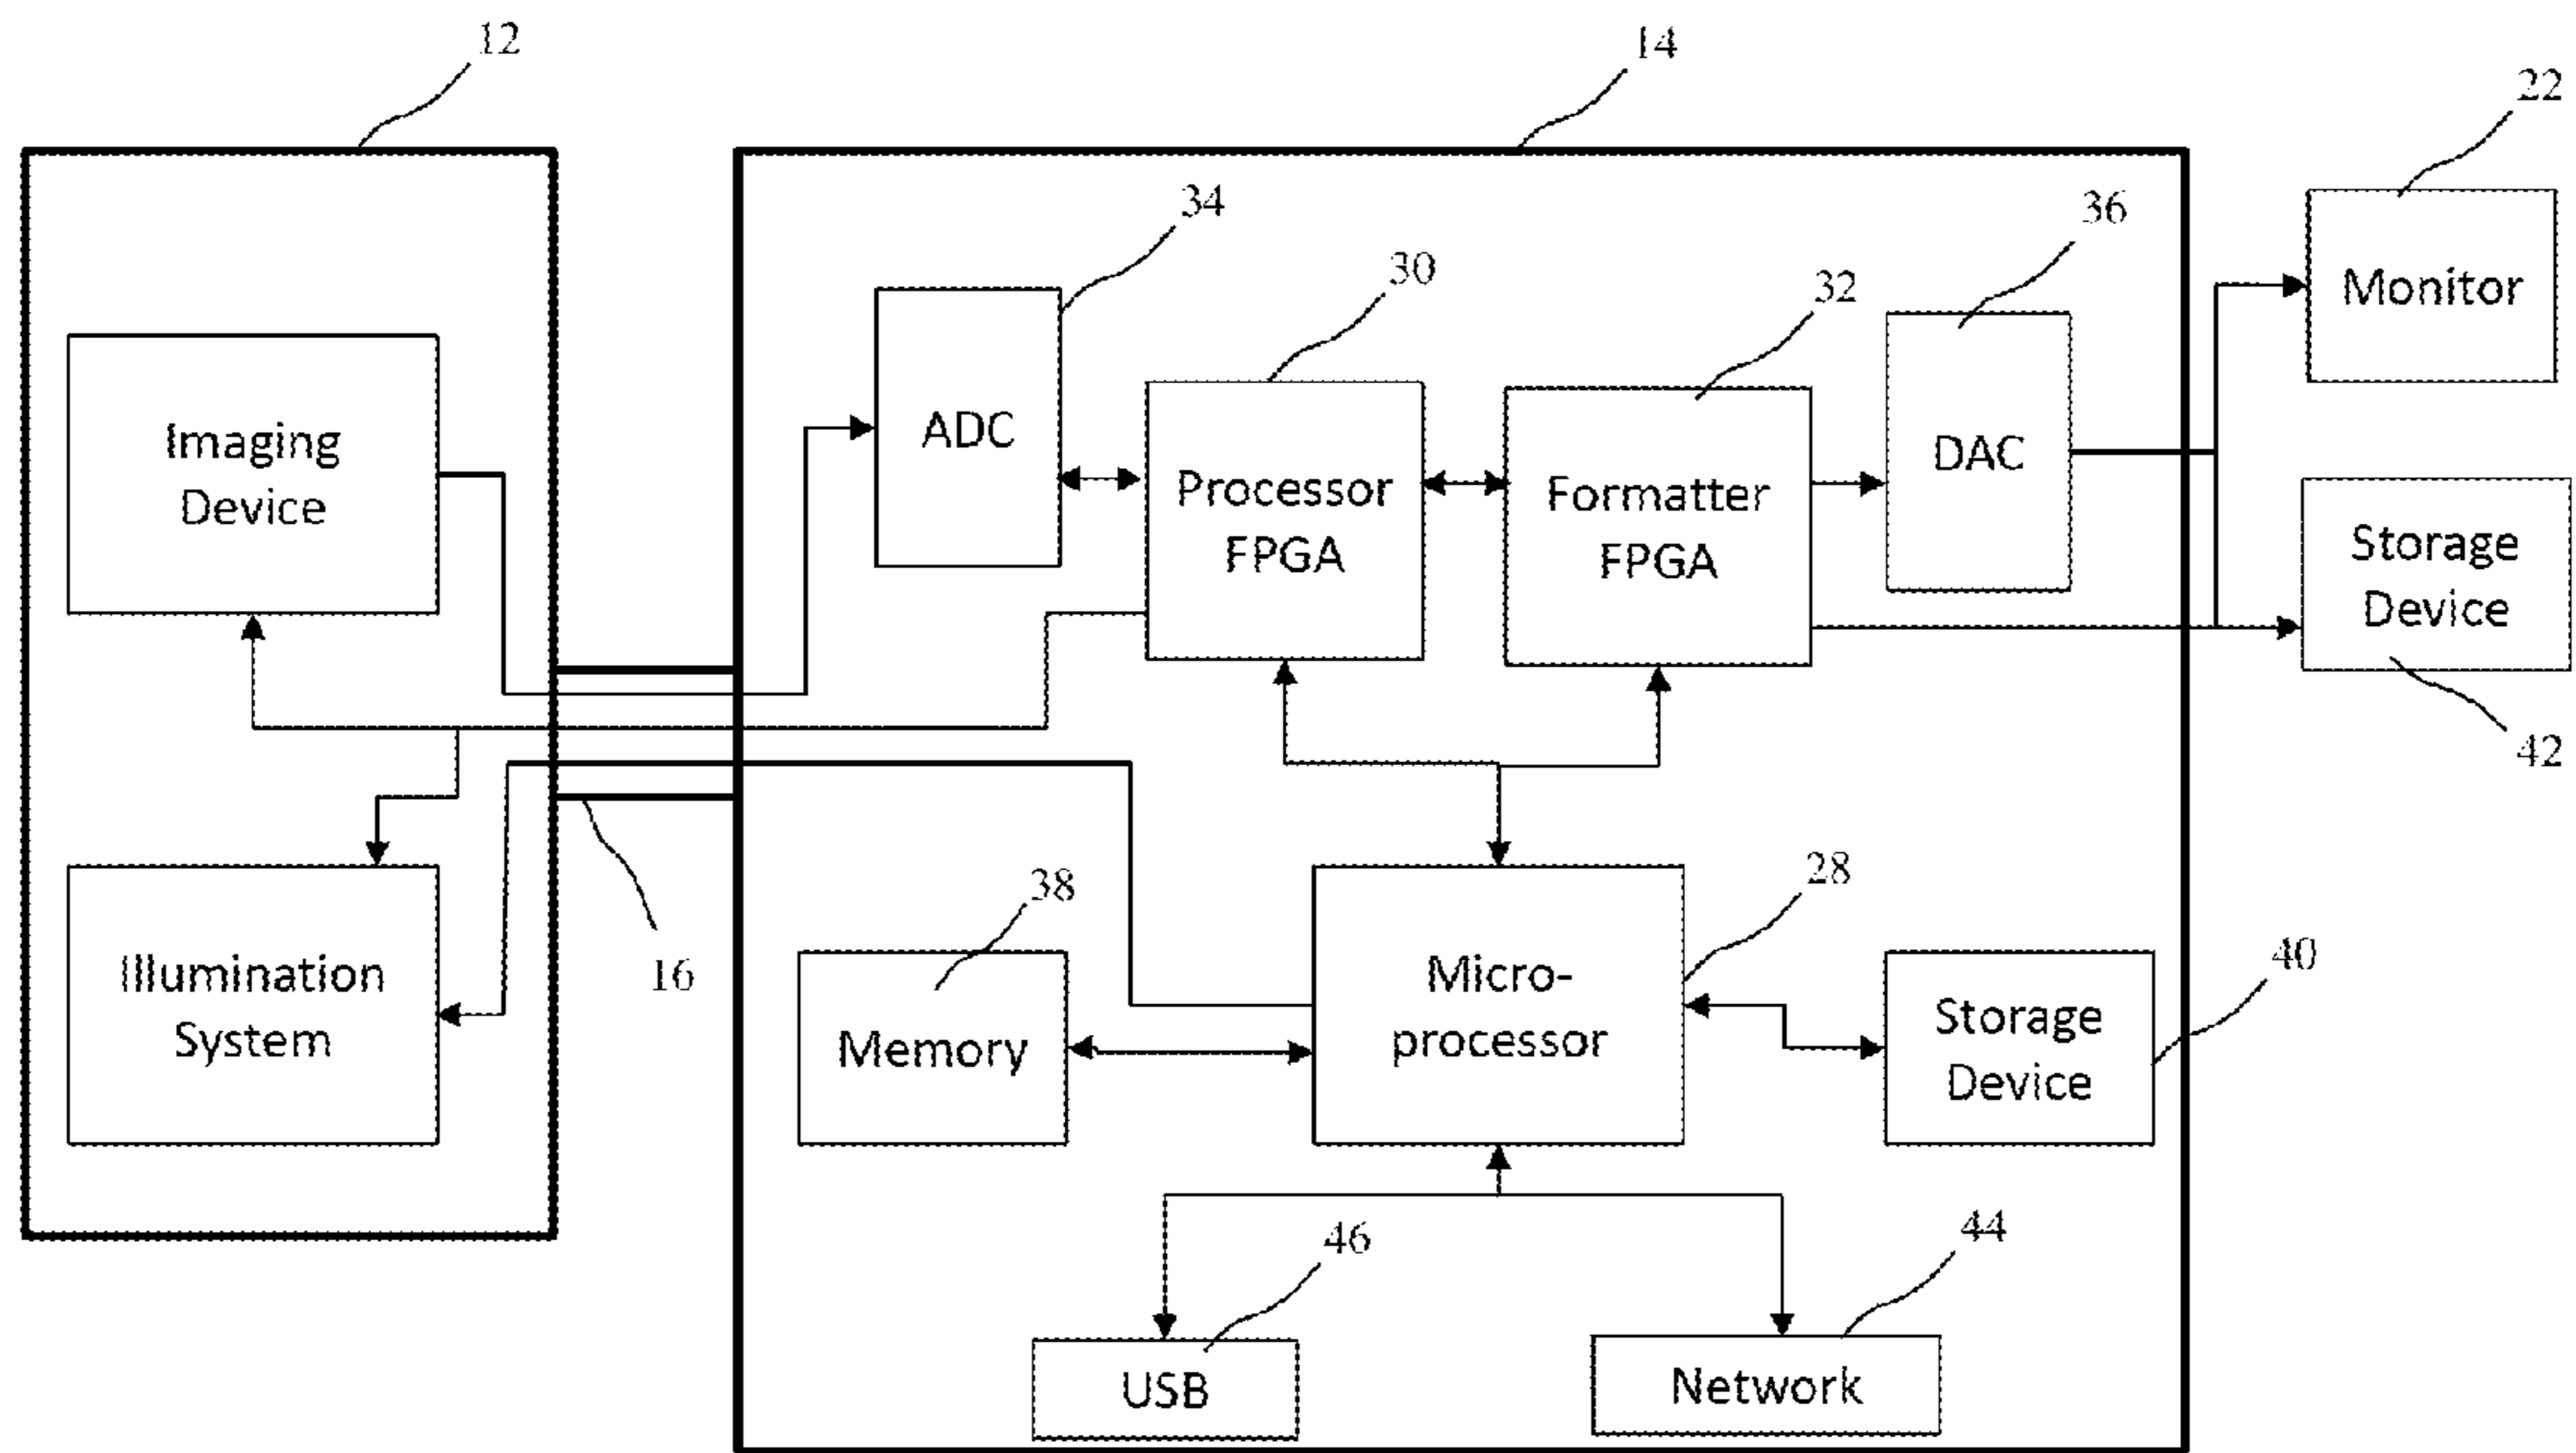 12
14
22
34
36
30
32
Monitor
Imaging
Device
ADC
DAC
Processor
FPGA
Formatter
FPGA
Storage
Device
42
38
28
16
40
Illumination
System
Memory
Micro-
processor
Storage
Device
46
44
USB
Network